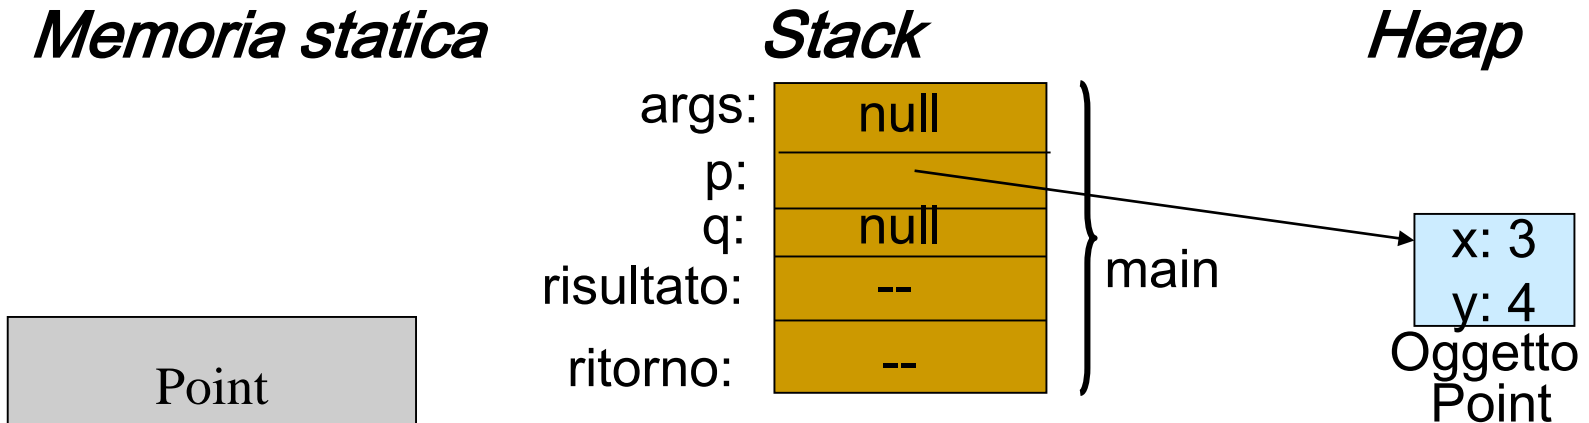 Memoria statica
Stack
Heap
args: null
p:
q: null
risultato: --
ritorno: --
main
x: 3
y: 4
Oggetto
Point
Point